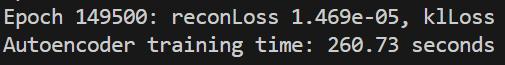 Epoch 149500: reconLoss 1.469e-05, klLoss
Autoencoder training time: 260.73 seconds